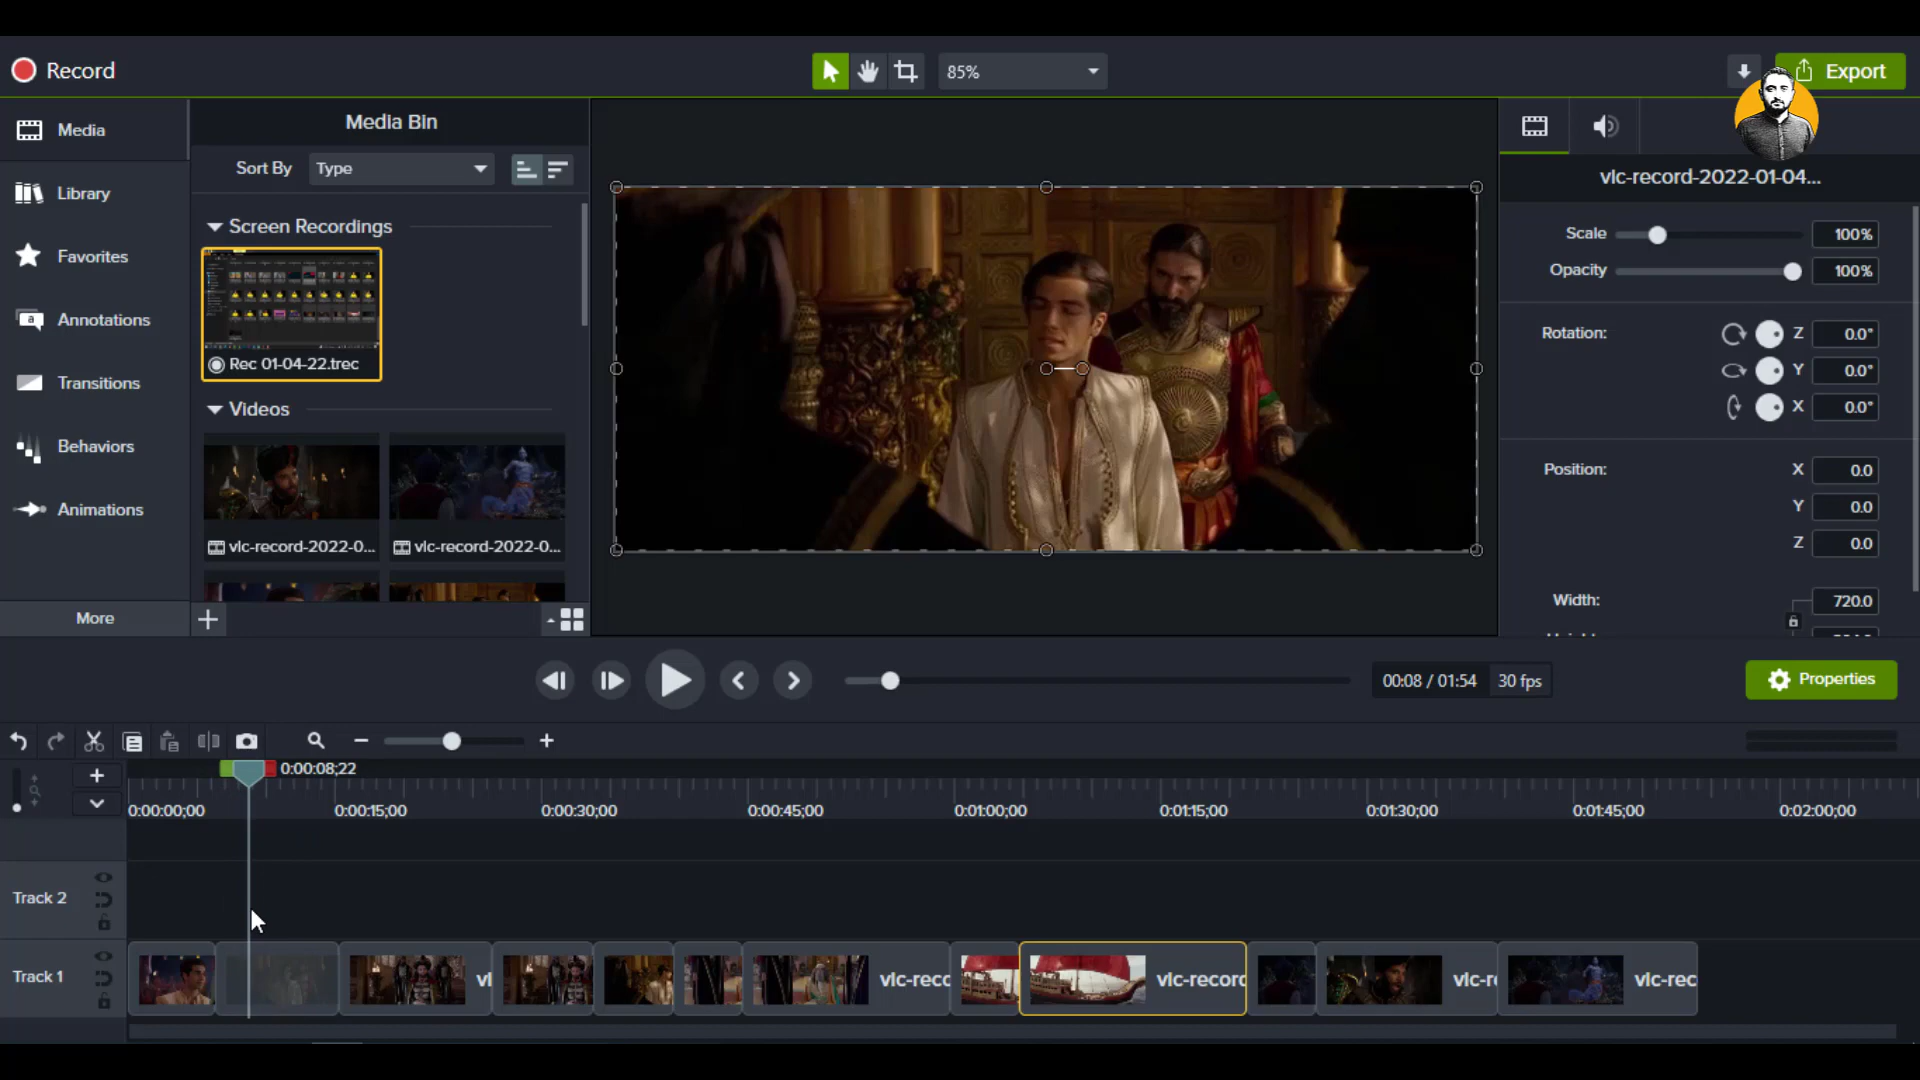 Record
85%
Export
Media
Library
Favorites
Annotations
Transitions
Behaviors
Animations
More
Media Bin
Sort By
Type
Screen Recordings
Rec 01-04-22.trec
Videos
vlc-record-2022-0...
vlc-record-2022-0...
vlc-record-2022-01-04...
Scale
100%
Opacity
100%
Rotation:
Z
0.0°
Y
0.0°
X
0.0°
Position:
X
0.0
Y
0.0
Z
0.0
Width:
720.0
00:08 / 01:54
30 fps
Properties
0:00:08;22
0:00:00;00
0:00:15;00
0:00:30;00
0:00:45;00
0:01:00;00
0:01:15;00
0:01:30;00
0:01:45;00
0:02:00;00
Track 2
Track 1
vl
vlc-recc
vlc-record
vlc-r
vlc-rec